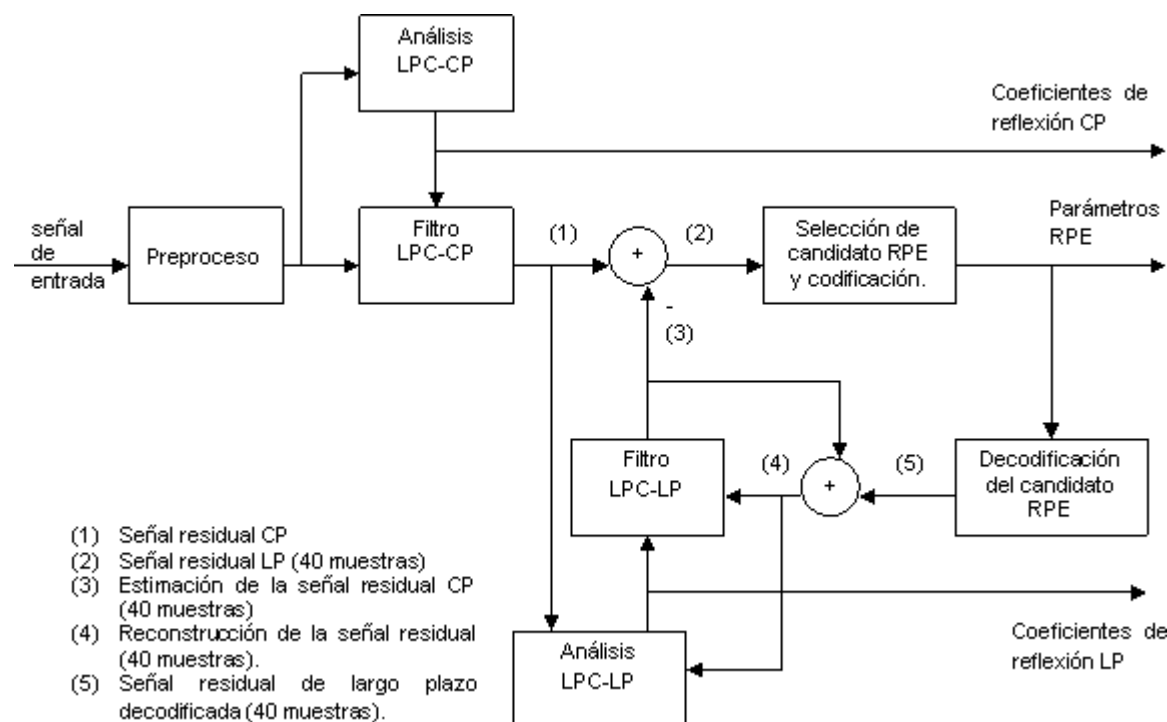 Análisis
LPC-CP
Coeficientes de
reflexión CP
señal
de
entrada
Preproceso
Filtro
LPC-CP
(1)
+
(2)
Selección de
candidato RPE
y codificación.
Parámetros
RPE
-
(3)
Filtro
LPC-LP
(4)
+
(5)
Decodificación
del candidato
RPE
(1) Señal residual CP
(2) Señal residual LP (40 muestras)
(3) Estimación de la señal residual CP
(40 muestras)
(4) Reconstrucción de la señal residual
(40 muestras).
(5) Señal residual de largo plazo
decodificada (40 muestras).
Análisis
LPC-LP
Coeficientes de
reflexión LP